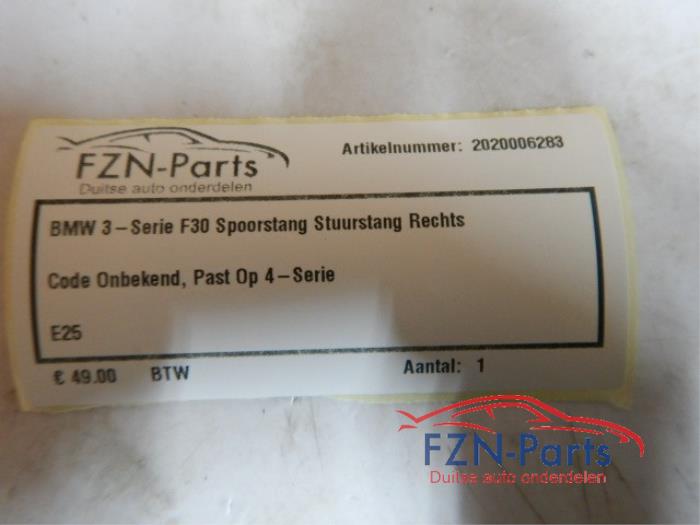 FZN-Parts
Duitse auto onderdelen
Artikelnummer: 2020006283
BMW 3-Serie F30 Spoorstang Stuurstang Rechts
Code Onbekend, Past Op 4-Serie
E25
€ 49.00 BTW Aantal: 1
FZN-Parts
Duitse auto onderdelen